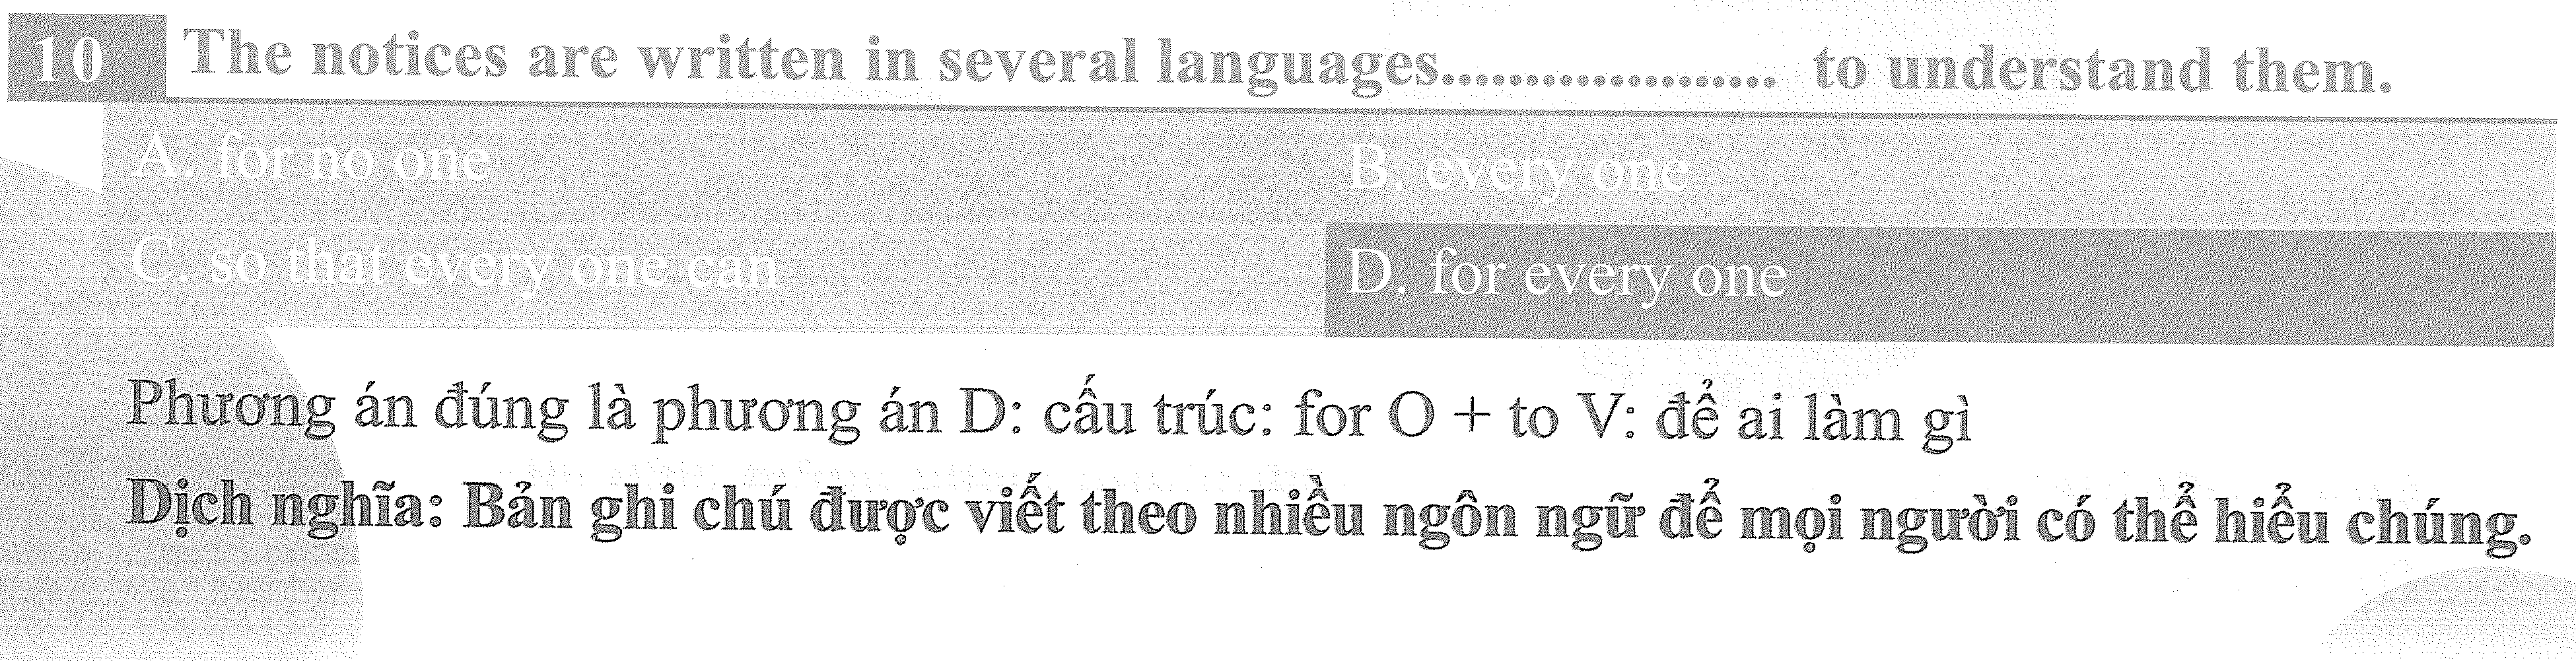 10 The notices are written in several languages................... to understand them.
A. for no one B. every one
C. so that every one can D. for every one
Phương án đúng là phương án D: cấu trúc: for O + to V: để ai làm gì
Dịch nghĩa: Bản ghi chú được viết theo nhiều ngôn ngữ để mọi người có thể hiểu chúng.